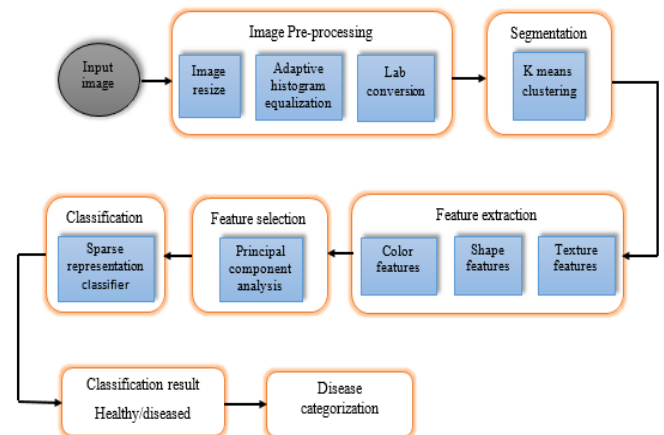 Input
image
Image Pre-processing
Image
resize
Adaptive
histogram
equalization
Lab
conversion
Segmentation
K means
clustering
Feature extraction
Color
features
Shape
features
Texture
features
Feature selection
Principal
component
analysis
Classification
Sparse
representation
classifier
Classification result
Healthy/diseased
Disease
categorization